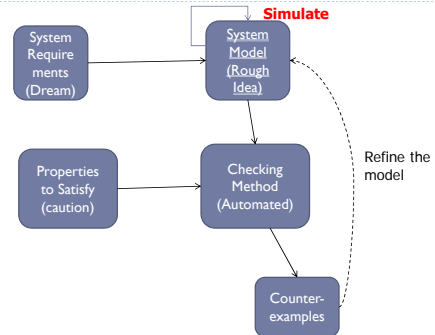 Simulate
System
Require
ments
(Dream)
System
Model
(Rough
Idea)
Properties
to Satisfy
(caution)
Checking
Method
(Automated)
Refine the
model
Counter-
examples